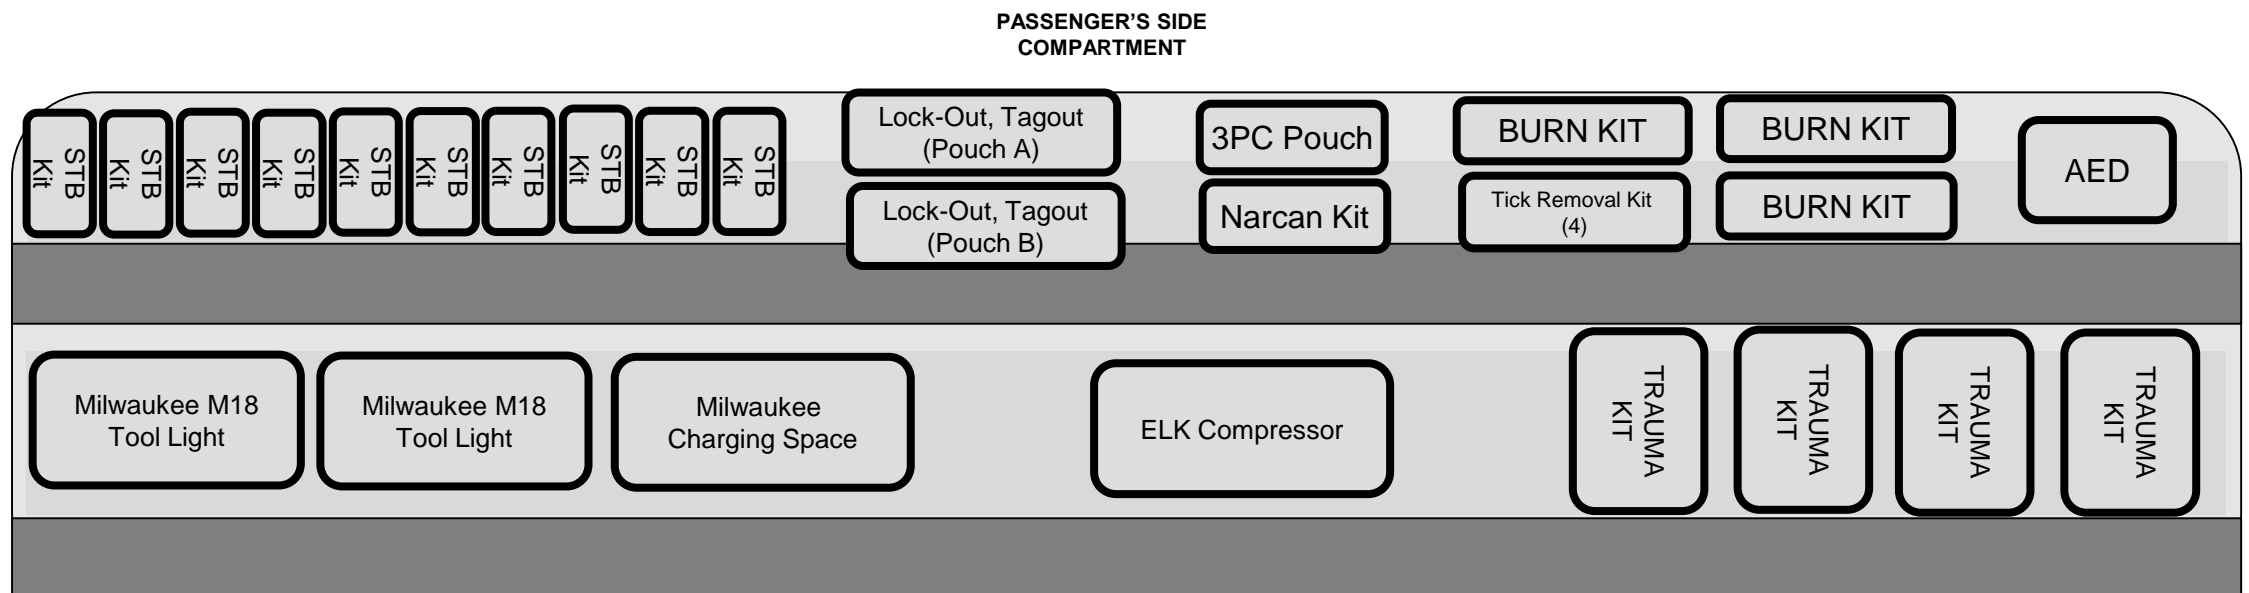 PASSENGER’S SIDE
COMPARTMENT
STB
Kit
STB
Kit
STB
Kit
STB
Kit
STB
Kit
STB
Kit
STB
Kit
STB
Kit
STB
Kit
STB
Kit
Lock-Out, Tagout
(Pouch A)
Lock-Out, Tagout
(Pouch B)
3PC Pouch
Narcan Kit
BURN KIT
Tick Removal Kit
(4)
BURN KIT
BURN KIT
AED
Milwaukee M18
Tool Light
Milwaukee M18
Tool Light
Milwaukee
Charging Space
ELK Compressor
TRAUMA
KIT
TRAUMA
KIT
TRAUMA
KIT
TRAUMA
KIT